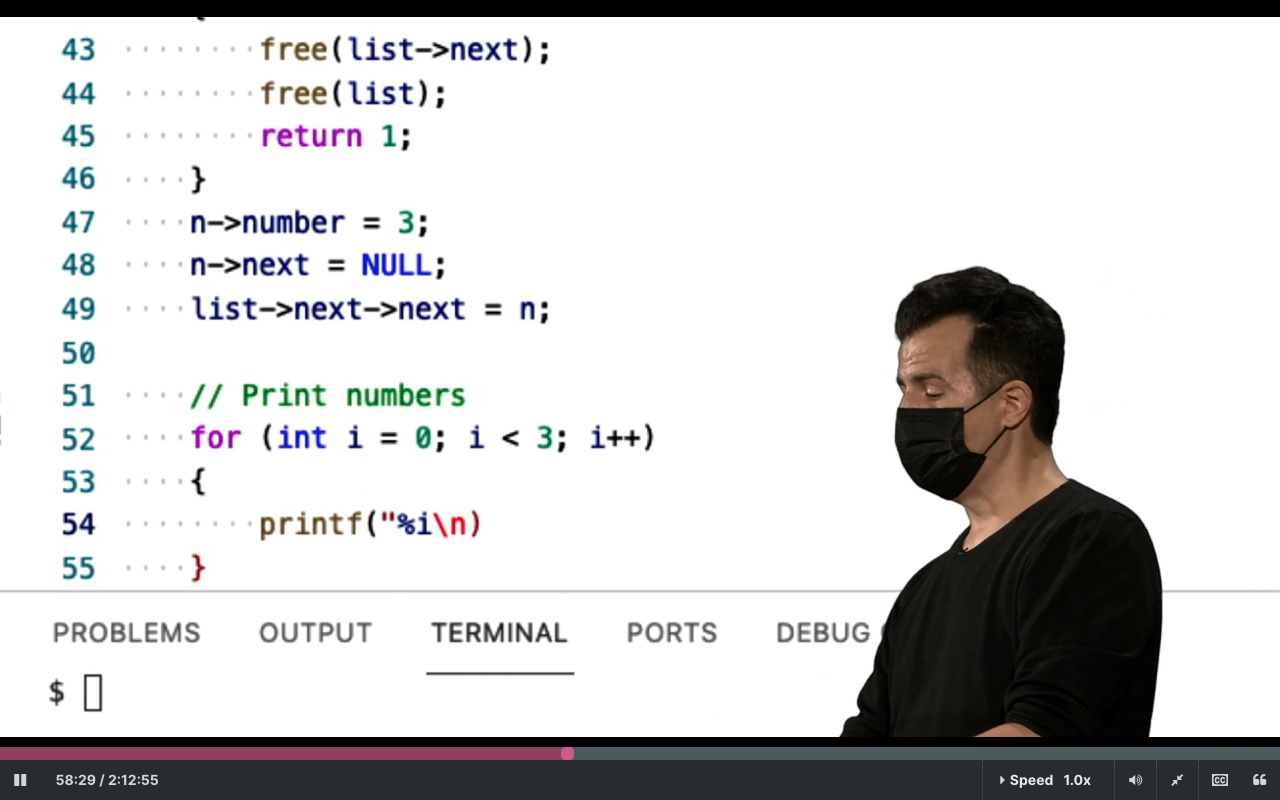 {
43 free(list->next);
44 free(list);
45 return 1;
46 }
47 n->number = 3;
48 n->next = NULL;
49 list->next->next = n;
50
51 // Print numbers
52 for (int i = 0; i < 3; i++)
53 {
54 printf("%i\n)
55 }
PROBLEMS OUTPUT TERMINAL PORTS DEBUG
$
58:29 / 2:12:55 Speed 1.0x CC